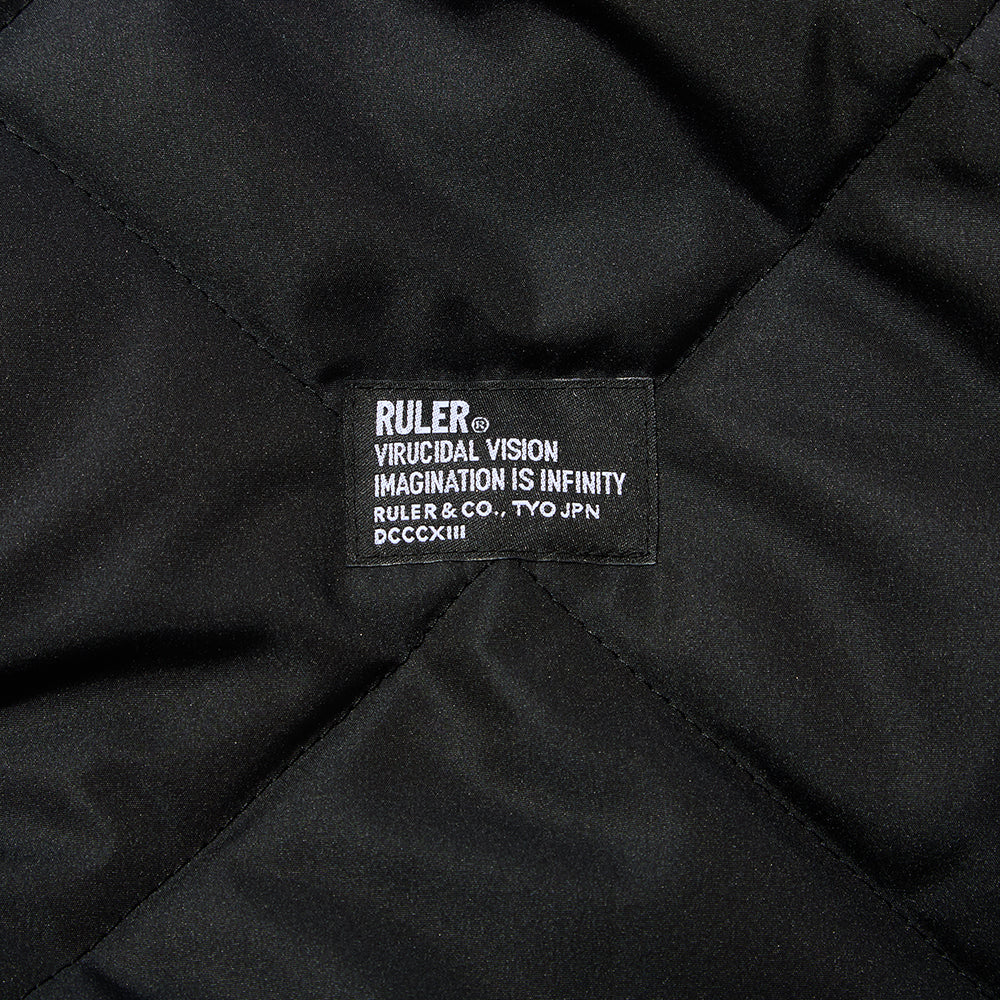 RULER®
VIRUCIDAL VISION
IMAGINATION IS INFINITY
RULER & CO., TYO JPN
DCCCXIII